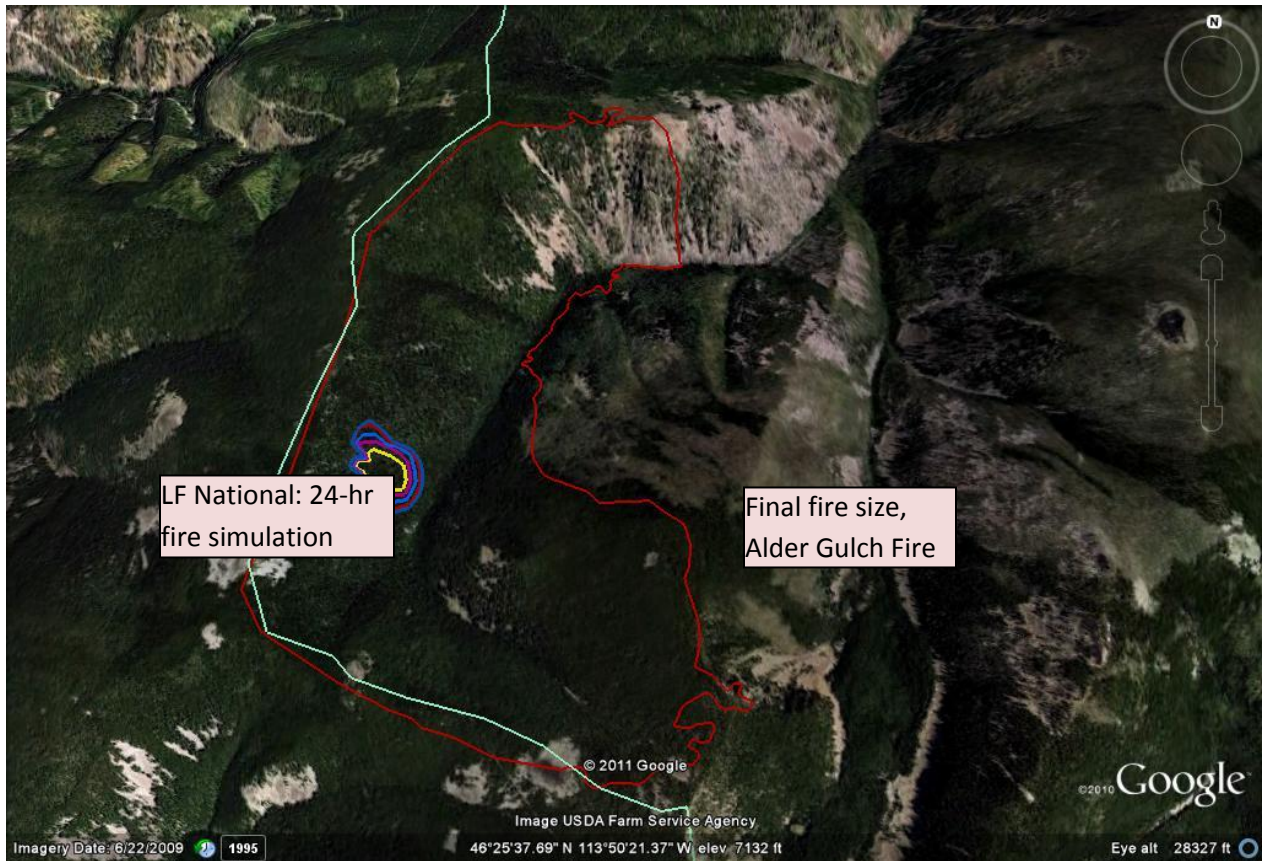 N
LF National: 24-hr
fire simulation
Final fire size,
Alder Gulch Fire
© 2011 Google
©2010 Google
Image USDA Farm Service Agency
Imagery Date: 6/22/2009 1995 46°25'37.69" N 113°50'21.37" W elev 7132 ft Eye alt 28327 ft